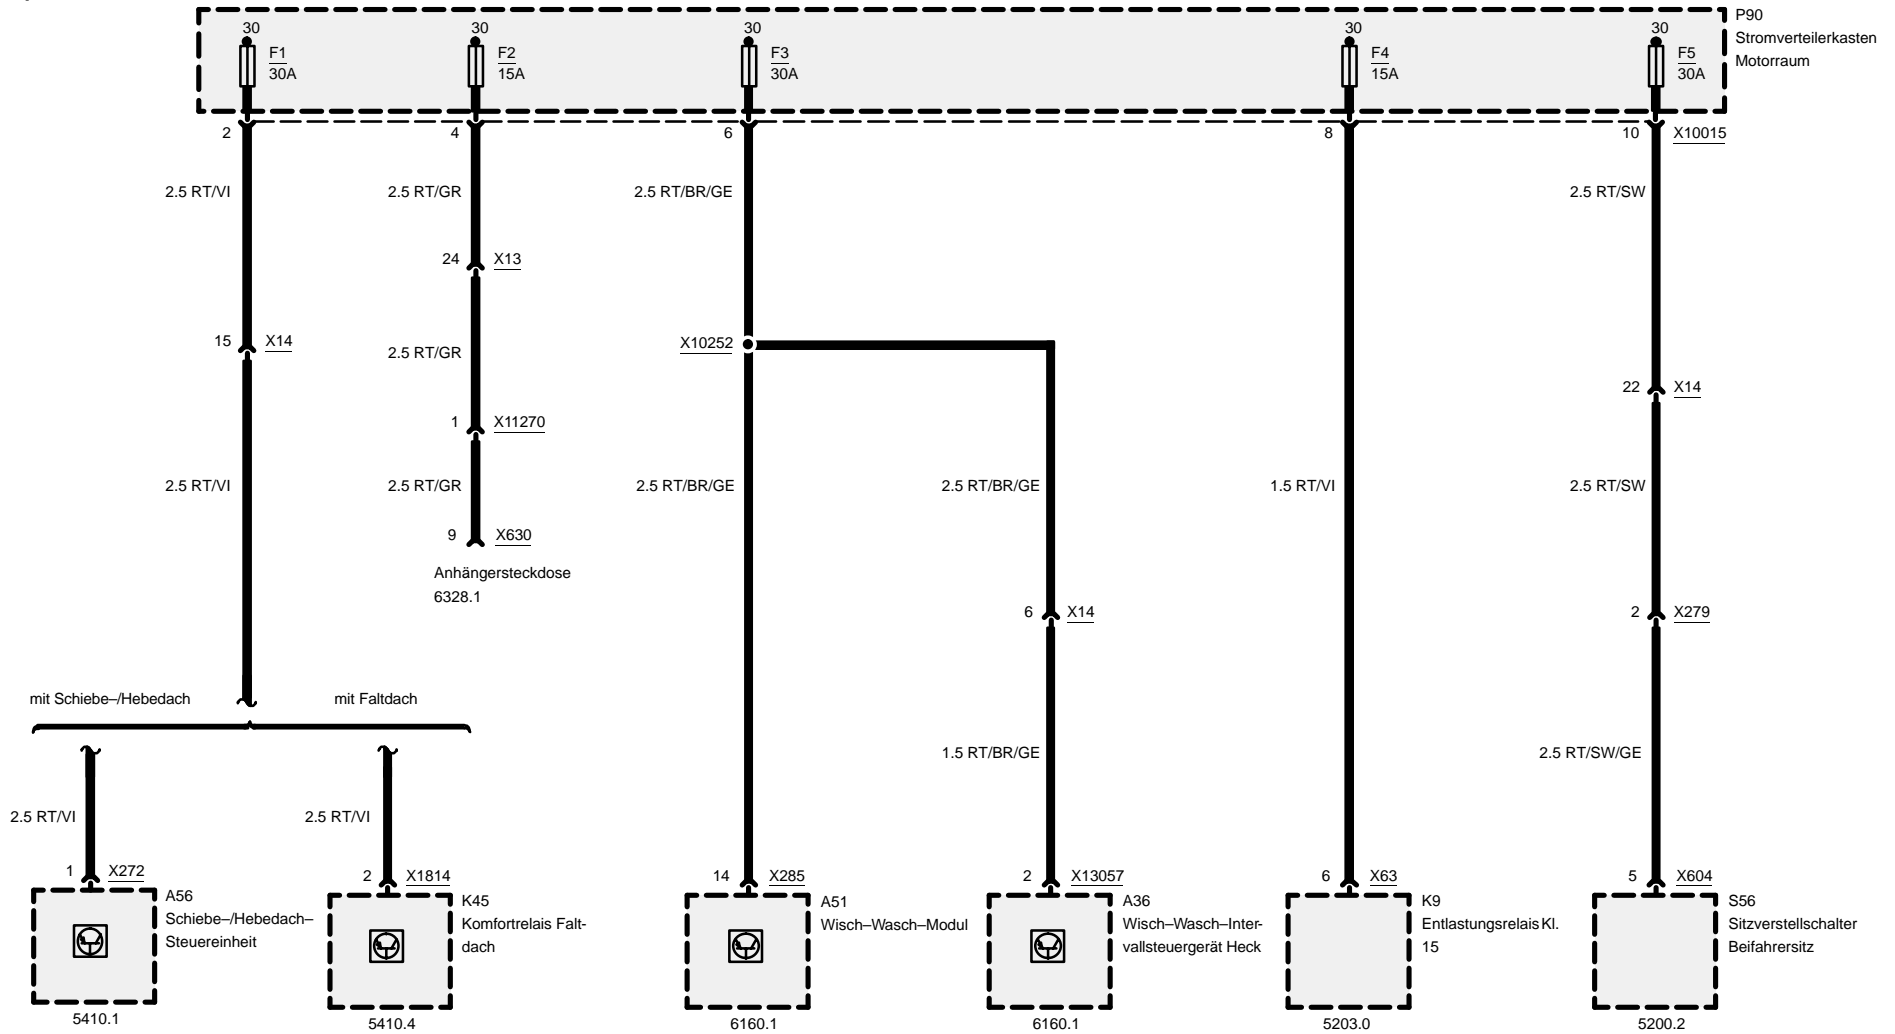 P90
Stromverteilerkasten
Motorraum
30
F1
30A
30
F2
15A
30
F3
30A
30
F4
15A
30
F5
30A
2
4
6
8
10 X10015
2.5 RT/VI
2.5 RT/GR
2.5 RT/BR/GE
2.5 RT/SW
24 X13
15 X14
2.5 RT/GR
X10252
22 X14
1 X11270
2.5 RT/VI
2.5 RT/GR
2.5 RT/BR/GE
2.5 RT/BR/GE
1.5 RT/VI
2.5 RT/SW
9 X630
Anhängersteckdose
6328.1
6 X14
2 X279
mit Schiebe–/Hebedach
mit Faltdach
1.5 RT/BR/GE
2.5 RT/SW/GE
2.5 RT/VI
2.5 RT/VI
1 X272
2 X1814
14 X285
2 X13057
6 X63
5 X604
A56
Schiebe–/Hebedach–
Steuereinheit
5410.1
K45
Komfortrelais Falt-
dach
5410.4
A51
Wisch–Wasch–Modul
6160.1
A36
Wisch–Wasch–Inter-
vallsteuergerät Heck
6160.1
K9
Entlastungsrelais Kl.
15
5203.0
S56
Sitzverstellschalter
Beifahrersitz
5200.2